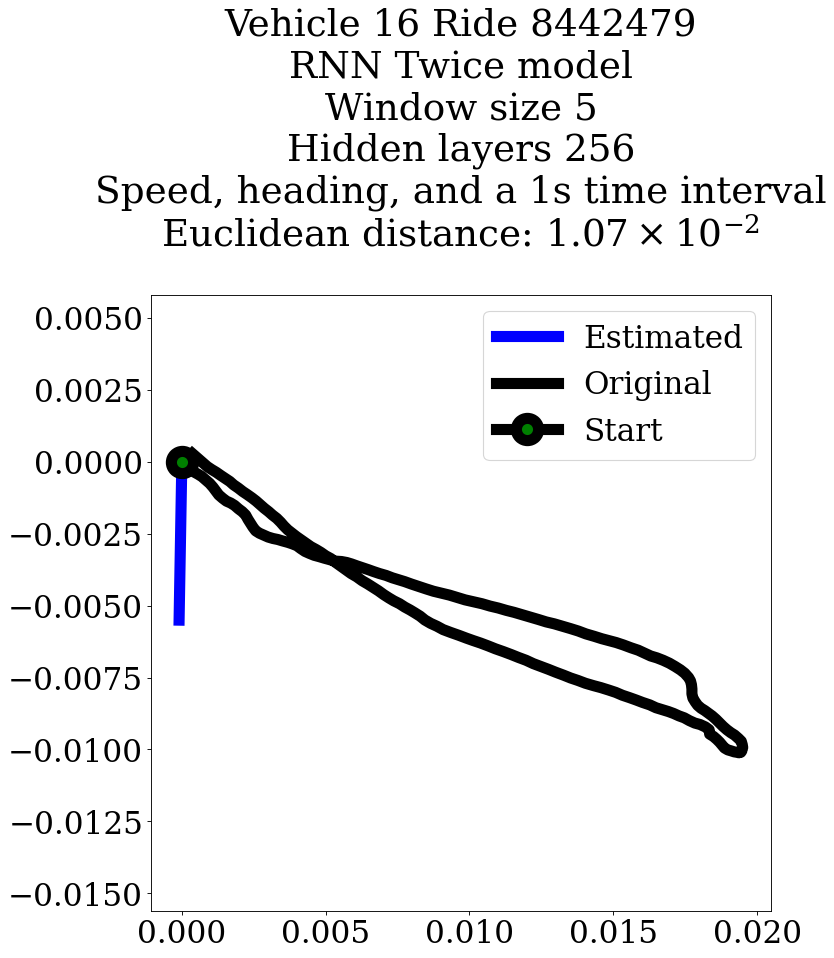 Vehicle 16 Ride 8442479
RNN Twice model
Window size 5
Hidden layers 256
Speed, heading, and a 1s time interval
Euclidean distance: 1.07 × 10⁻²
0.0050
0.0025
0.0000
−0.0025
−0.0050
−0.0075
−0.0100
−0.0125
−0.0150
Estimated
Original
Start
0.000 0.005 0.010 0.015 0.020